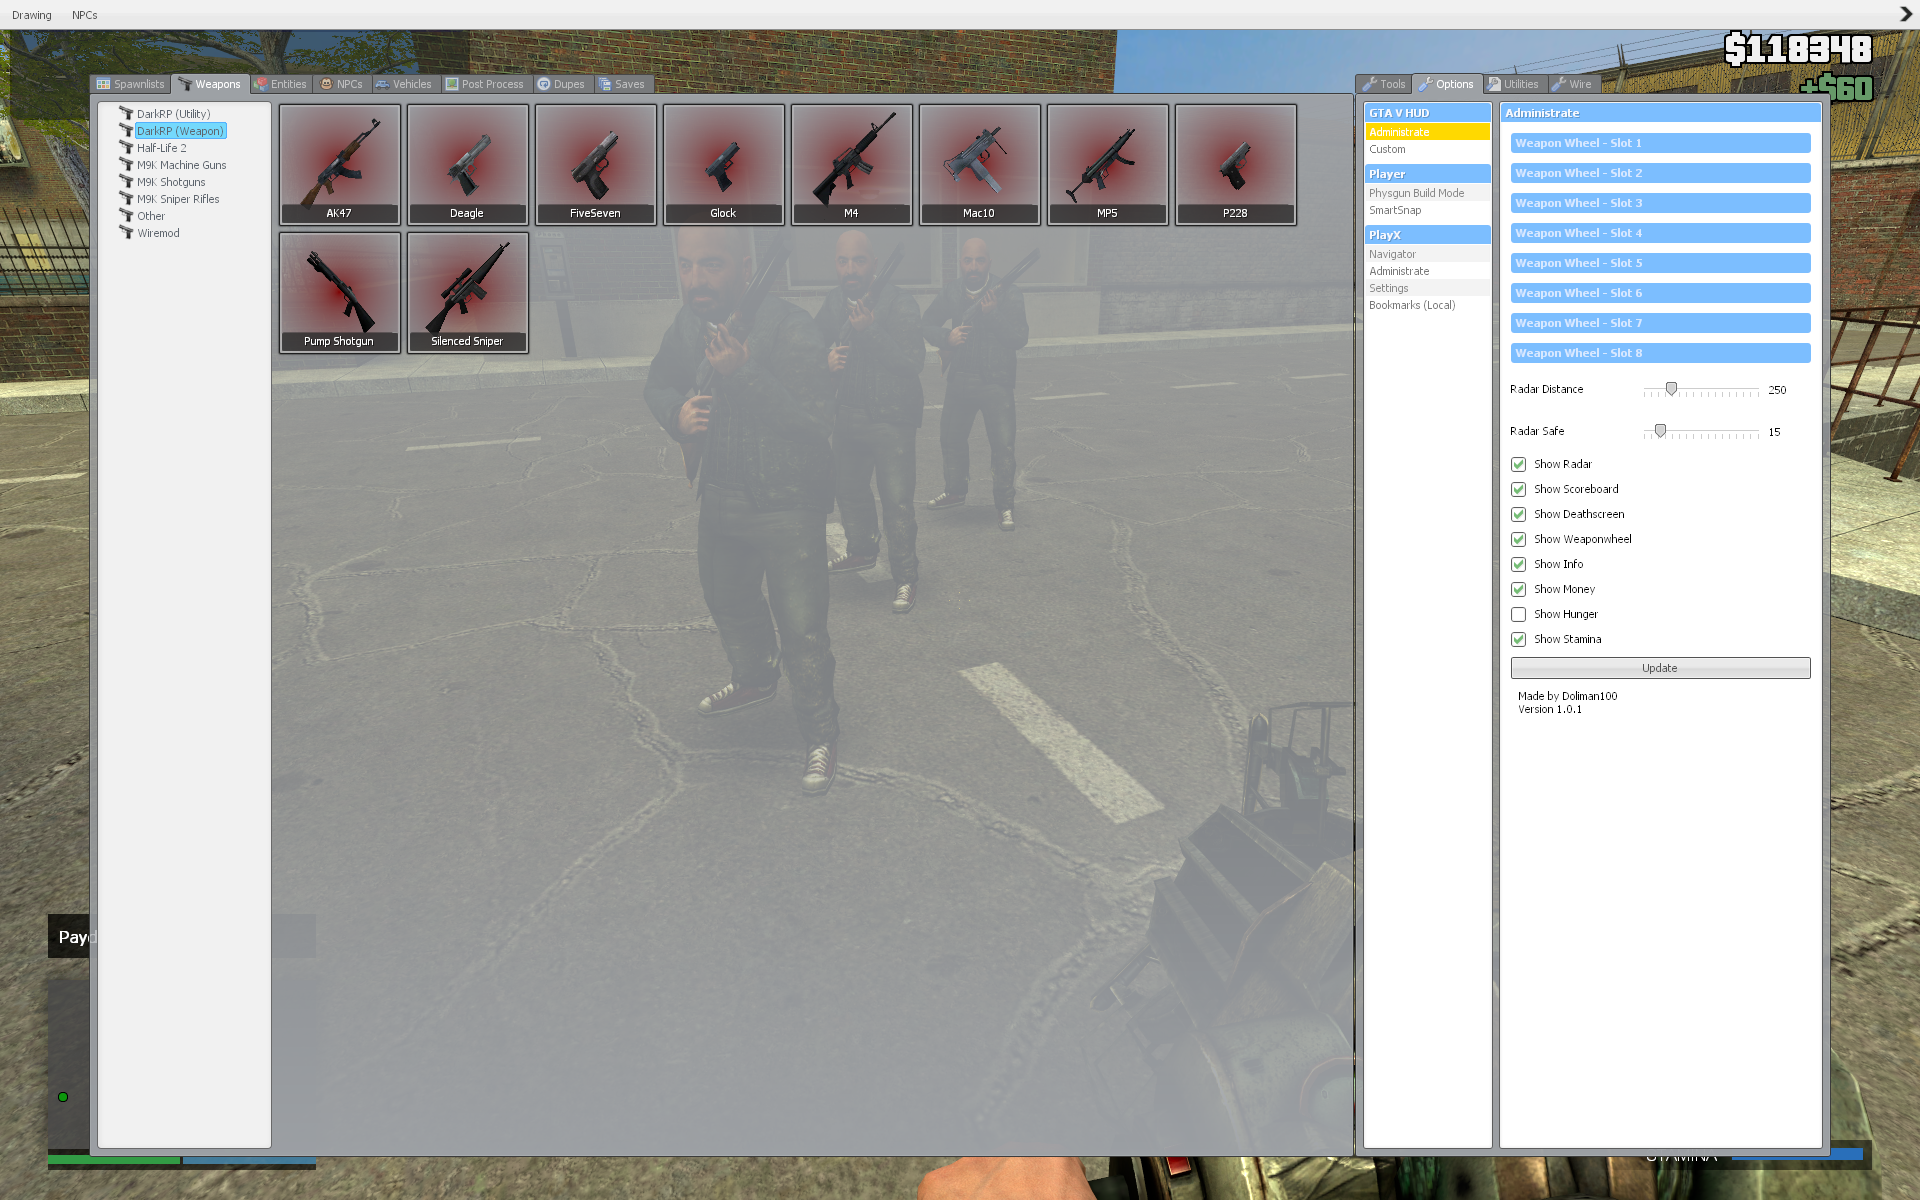 Drawing NPCs
$118348
+$60
Spawnlists Weapons Entities NPCs Vehicles Post Process Dupes Saves
DarkRP (Utility)
DarkRP (Weapon)
Half-Life 2
M9K Machine Guns
M9K Shotguns
M9K Sniper Rifles
Other
Wiremod
AK47 Deagle FiveSeven Glock M4 Mac10 MP5 P228
Pump Shotgun Silenced Sniper
Tools Options Utilities Wire
GTA V HUD
Administrate
Custom
Player
Physgun Build Mode
SmartSnap
PlayX
Navigator
Administrate
Settings
Bookmarks (Local)
Administrate
Weapon Wheel - Slot 1
Weapon Wheel - Slot 2
Weapon Wheel - Slot 3
Weapon Wheel - Slot 4
Weapon Wheel - Slot 5
Weapon Wheel - Slot 6
Weapon Wheel - Slot 7
Weapon Wheel - Slot 8
Radar Distance 250
Radar Safe 15
Show Radar
Show Scoreboard
Show Deathscreen
Show Weaponwheel
Show Info
Show Money
Show Hunger
Show Stamina
Update
Made by Doliman100
Version 1.0.1
STAMINA